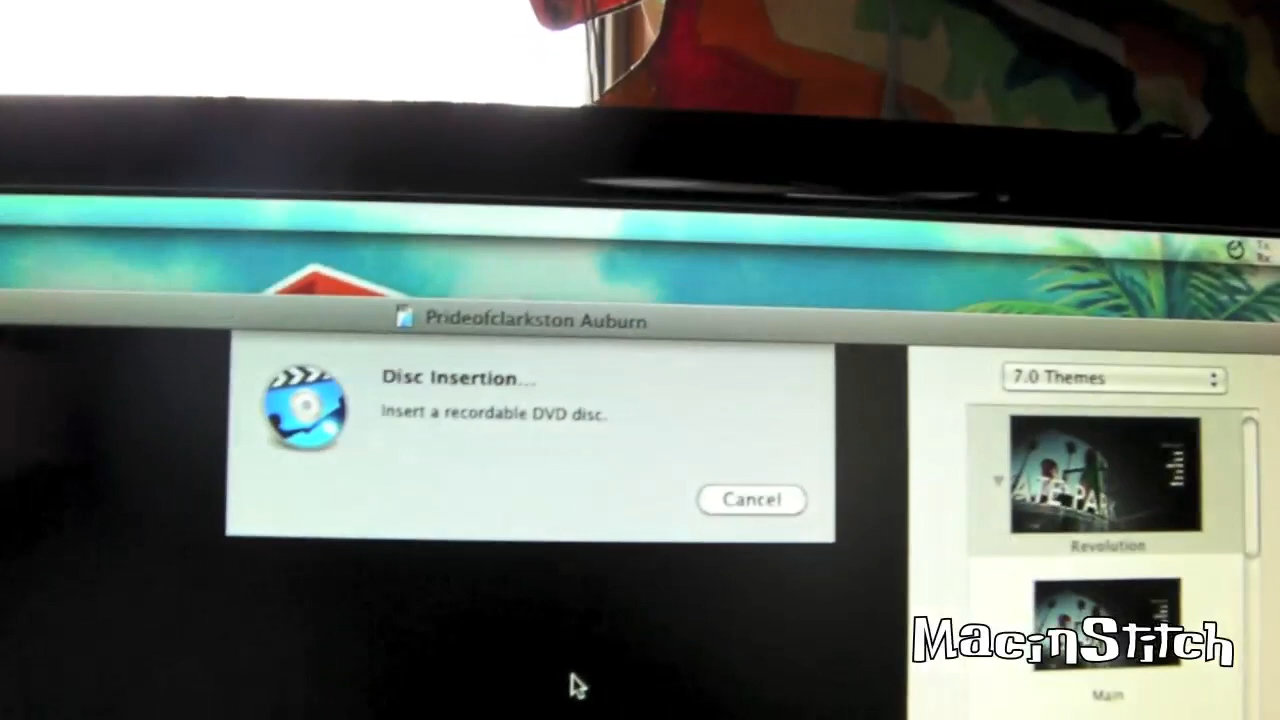 Prideofclarkston Auburn
Disc Insertion...
Insert a recordable DVD disc.
Cancel
7.0 Themes
Revolution
Main
MacinStitch